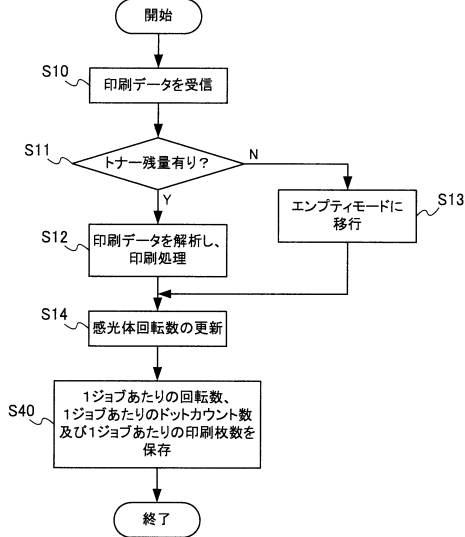 開始
S10
印刷データを受信
S11
トナー残量有り？
N
Y
S13
エンプティモードに
移行
S12
印刷データを解析し、
印刷処理
S14
感光体回転数の更新
S40
1ジョブあたりの回転数、
1ジョブあたりのドットカウント数
及び1ジョブあたりの印刷枚数を
保存
終了